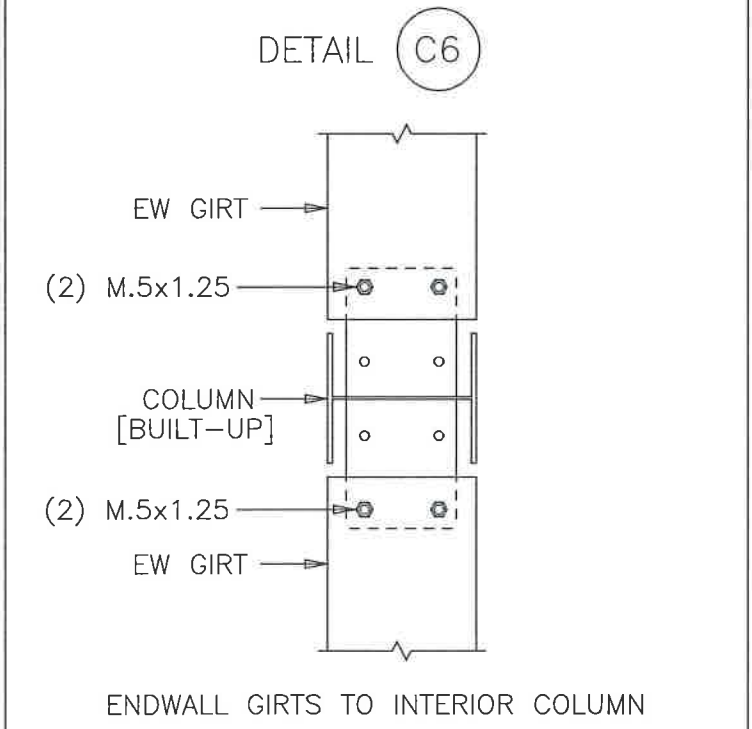 DETAIL C6
EW GIRT
(2) M.5x1.25
COLUMN
[BUILT-UP]
(2) M.5x1.25
EW GIRT
ENDWALL GIRTS TO INTERIOR COLUMN